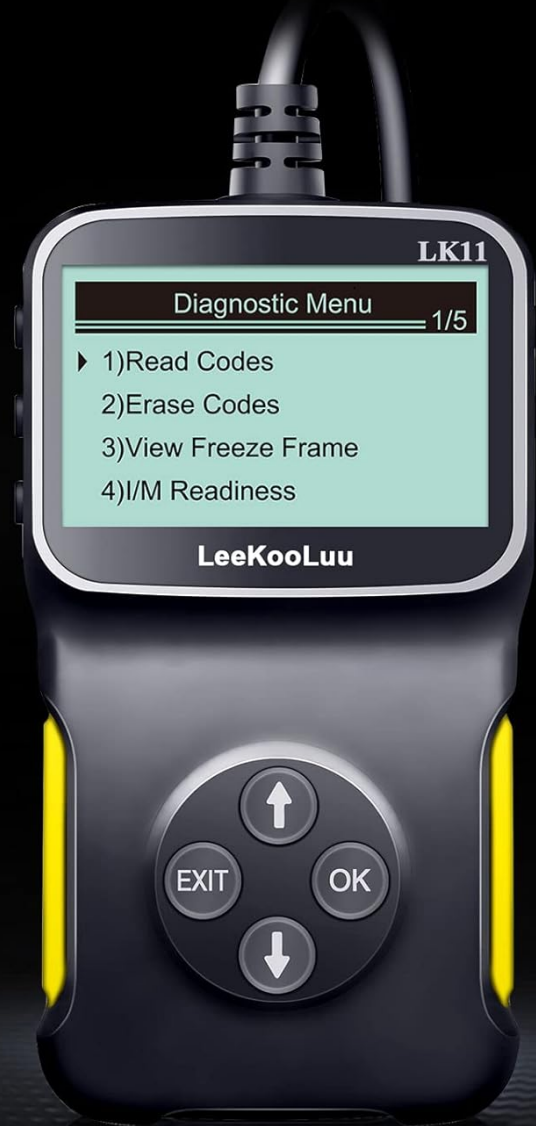 LK11
Diagnostic Menu
1/5
1)Read Codes
2)Erase Codes
3)View Freeze Frame
4)I/M Readiness
LeeKooLuu
EXIT
OK